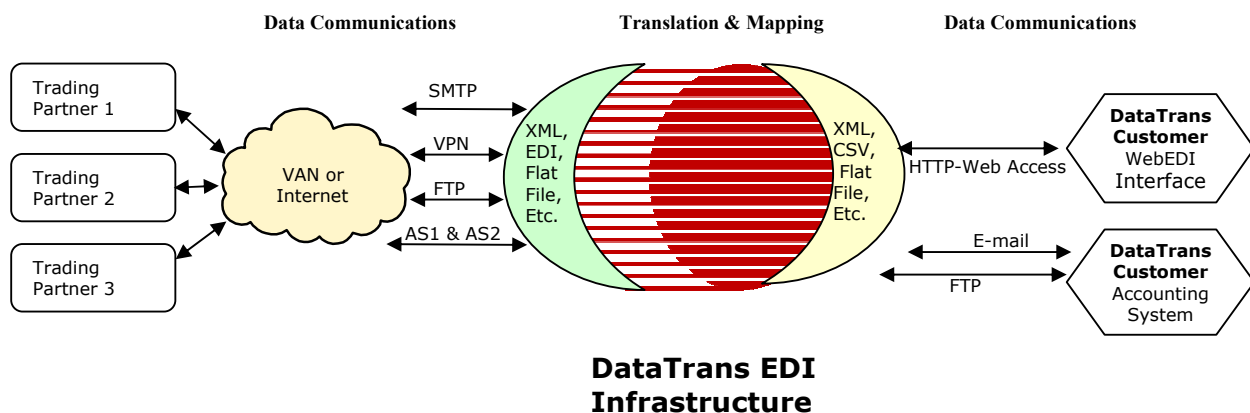 Data Communications
Translation & Mapping
Data Communications
Trading
Partner 1
Trading
Partner 2
Trading
Partner 3
VAN or
Internet
SMTP
VPN
FTP
AS1 & AS2
XML,
EDI,
Flat
File,
Etc.
XML,
CSV,
Flat
File,
Etc.
HTTP-Web Access
E-mail
FTP
DataTrans
Customer
WebEDI
Interface
DataTrans
Customer
Accounting
System
DataTrans EDI
Infrastructure